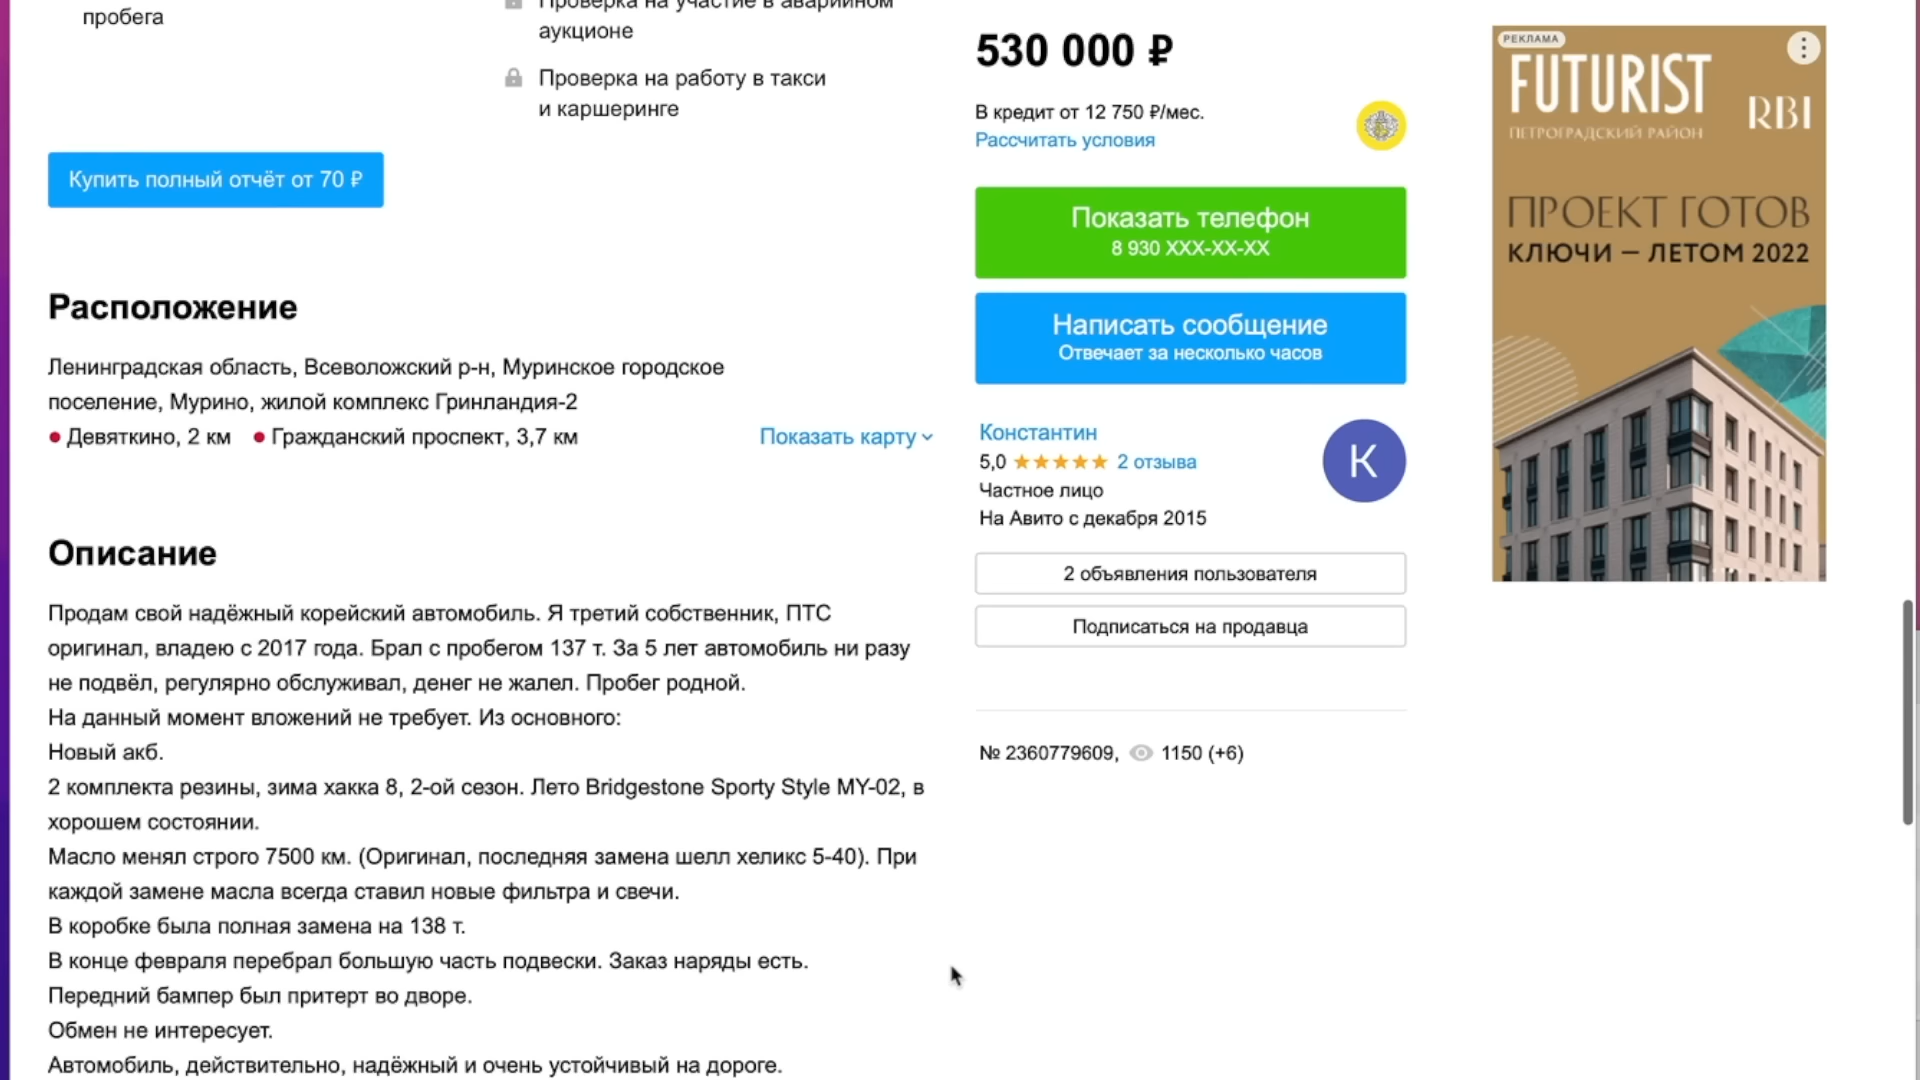 пробега
Проверка на участие в аварийном
аукционе
Проверка на работу в такси
и каршеринге
Купить полный отчёт от 70 ₽
Расположение
Ленинградская область, Всеволожский р-н, Муринское городское
поселение, Мурино, жилой комплекс Гринландия-2
Девяткино, 2 км Гражданский проспект, 3,7 км
Показать карту
Описание
Продам свой надёжный корейский автомобиль. Я третий собственник, ПТС
оригинал, владею с 2017 года. Брал с пробегом 137 т. За 5 лет автомобиль ни разу
не подвёл, регулярно обслуживал, денег не жалел. Пробег родной.
На данный момент вложений не требует. Из основного:
Новый акб.
2 комплекта резины, зима хакка 8, 2-ой сезон. Лето Bridgestone Sporty Style MY-02, в
хорошем состоянии.
Масло менял строго 7500 км. (Оригинал, последняя замена шелл хеликс 5-40). При
каждой замене масла всегда ставил новые фильтра и свечи.
В коробке была полная замена на 138 т.
В конце февраля перебрал большую часть подвески. Заказ наряды есть.
Передний бампер был притерт во дворе.
Обмен не интересует.
Автомобиль, действительно, надёжный и очень устойчивый на дороге.
530 000 ₽
В кредит от 12 750 ₽/мес.
Рассчитать условия
Показать телефон
8 930 XXX-XX-XX
Написать сообщение
Отвечает за несколько часов
Константин
5,0 2 отзыва
Частное лицо
На Авито с декабря 2015
К
2 объявления пользователя
Подписаться на продавца
№ 2360779609, 1150 (+6)
РЕКЛАМА
FUTURIST
ПЕТРОГРАДСКИЙ РАЙОН
RBI
ПРОЕКТ ГОТОВ
КЛЮЧИ – ЛЕТОМ 2022